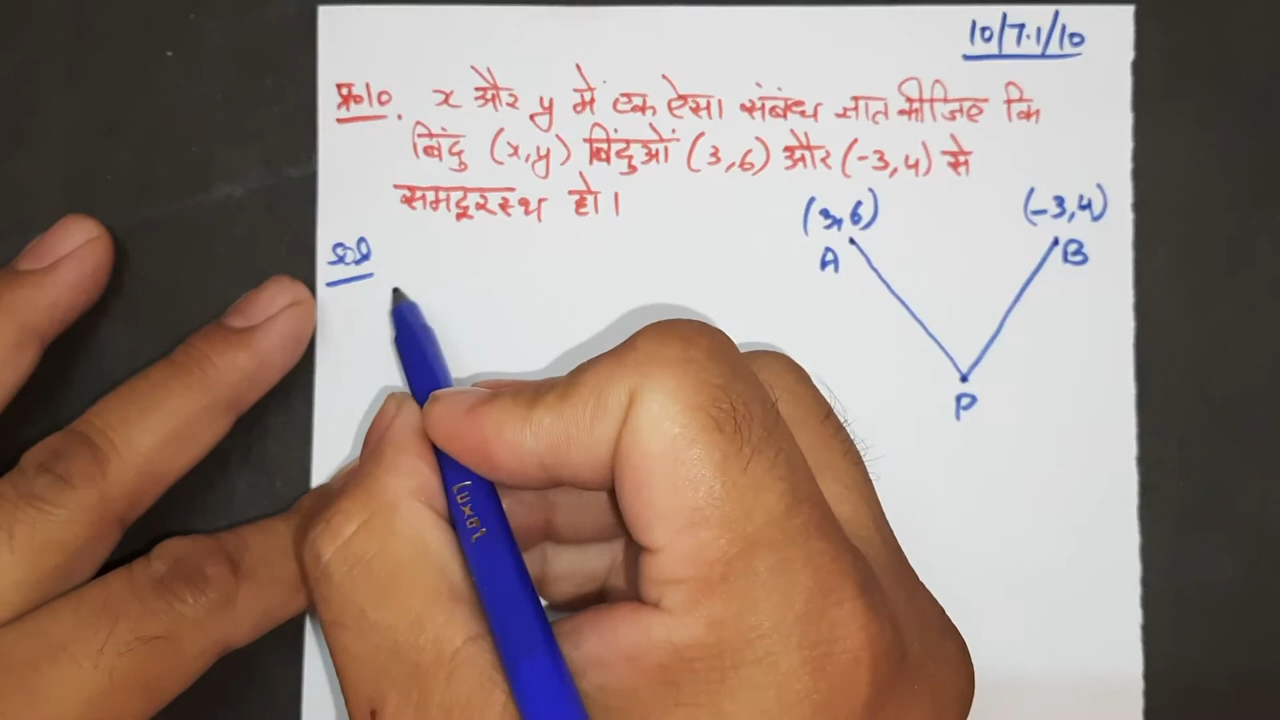 10/7.1/10
प्र०10. x और y में एक ऐसा संबंध ज्ञात कीजिए कि
बिंदु (x,y) बिंदुओं (3,6) और (-3,4) से
समदूरस्थ हो।
(3,6) (-3,4)
Sol A B
P
LUXOR